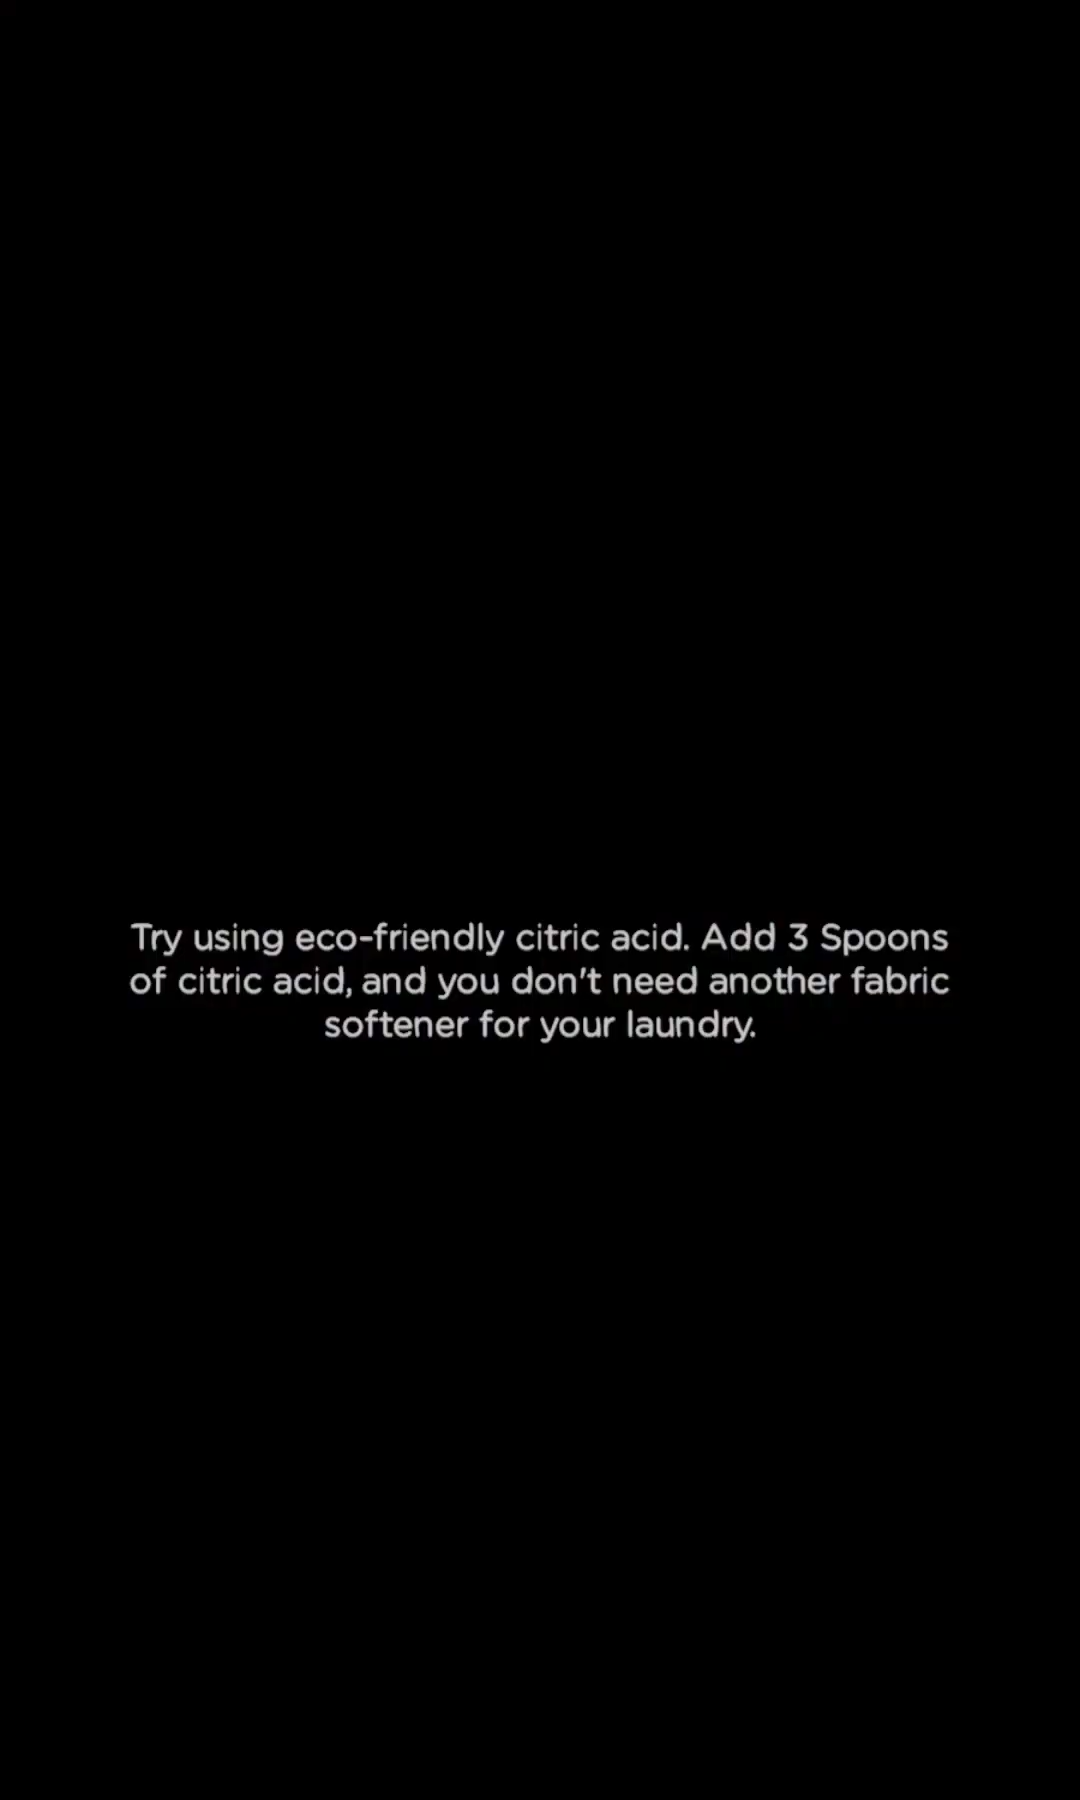 Try using eco-friendly citric acid. Add 3 Spoons
of citric acid, and you don't need another fabric
softener for your laundry.